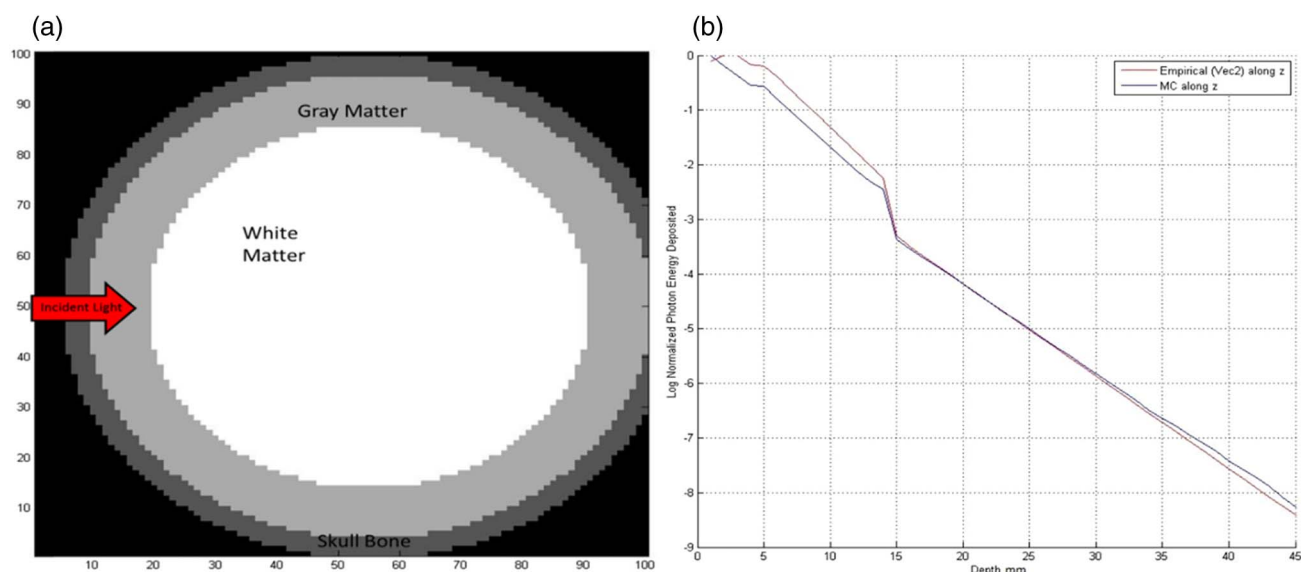 (a)
100
90
80
70
60
50
40
30
20
10
10 20 30 40 50 60 70 80 90 100
Gray Matter
White
Matter
Incident Light
Skull Bone
(b)
Empirical (Vec2) along z
MC along z
Log Normalized Photon Energy Deposited
0
-1
-2
-3
-4
-5
-6
-7
-8
-9
0 5 10 15 20 25 30 35 40 45
Depth, mm